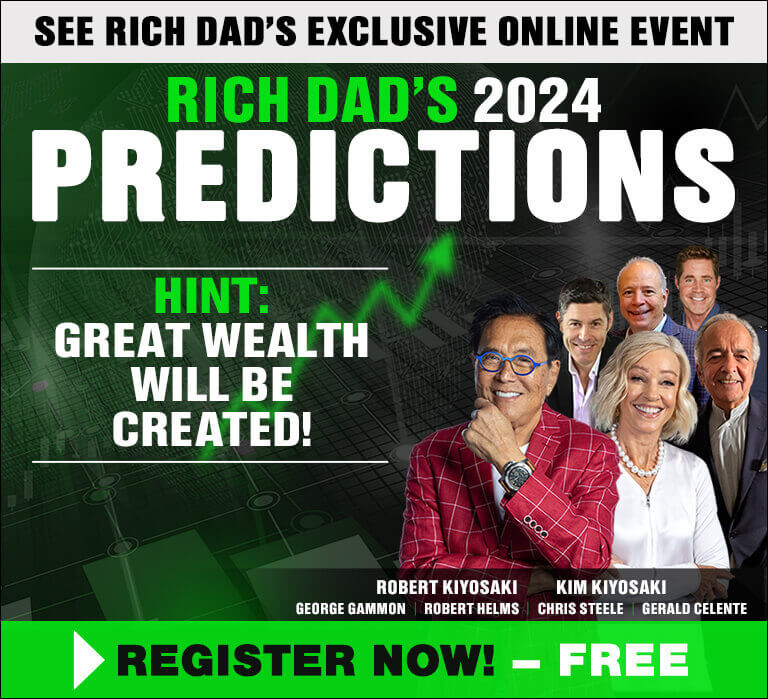 SEE RICH DAD'S EXCLUSIVE ONLINE EVENT
RICH DAD'S 2024
PREDICTIONS
HINT:
GREAT WEALTH
WILL BE
CREATED!
ROBERT KIYOSAKI KIM KIYOSAKI
GEORGE GAMMON | ROBERT HELMS | CHRIS STEELE | GERALD CELENTE
REGISTER NOW! – FREE